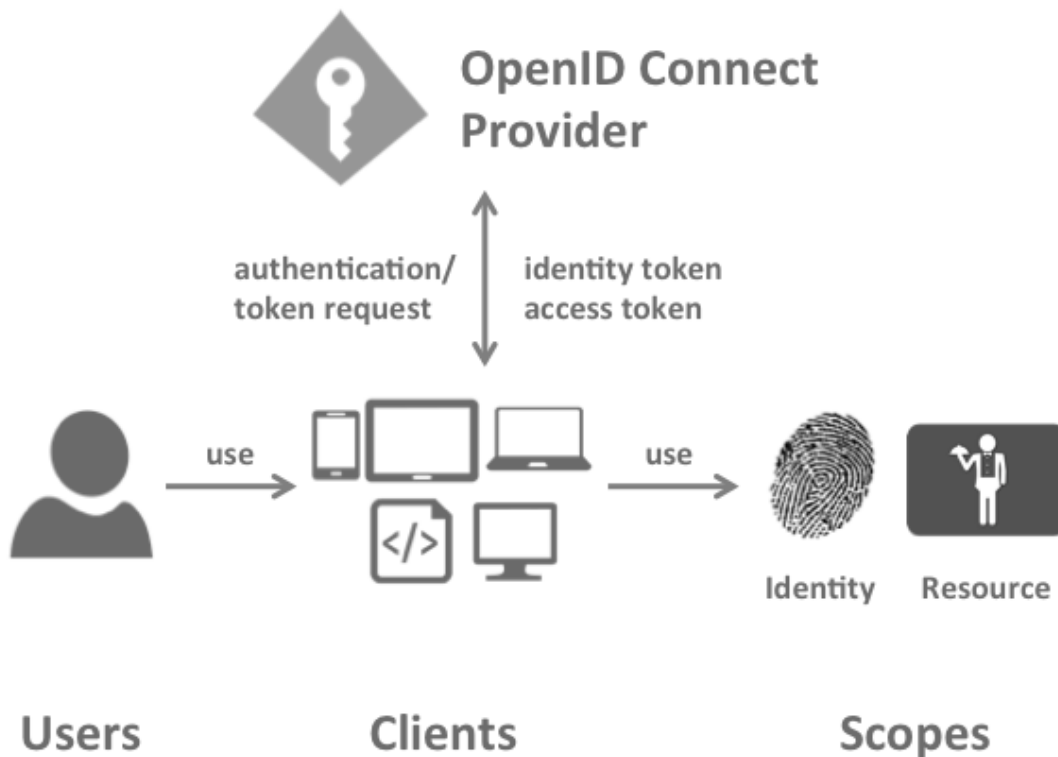 OpenID Connect
Provider
authentication/
token request
identity token
access token
use
use
</>
Identity
Resource
Users
Clients
Scopes